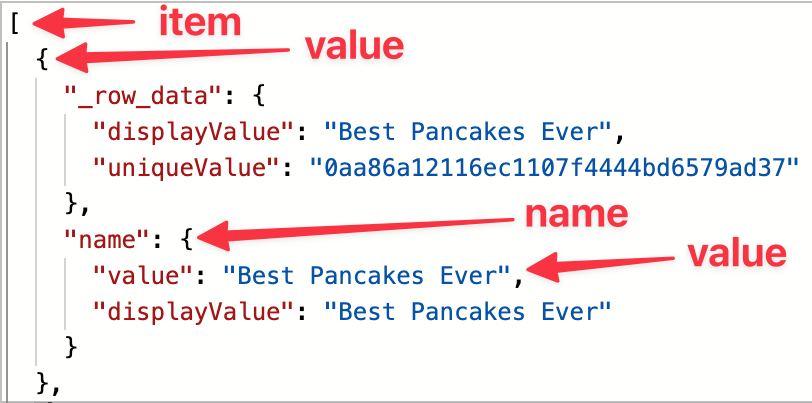 [ item
{ value
"_row_data": {
"displayValue": "Best Pancakes Ever",
"uniqueValue": "0aa86a12116ec1107f4444bd6579ad37"
},
name
"name": {
value
"value": "Best Pancakes Ever",
"displayValue": "Best Pancakes Ever"
}
},